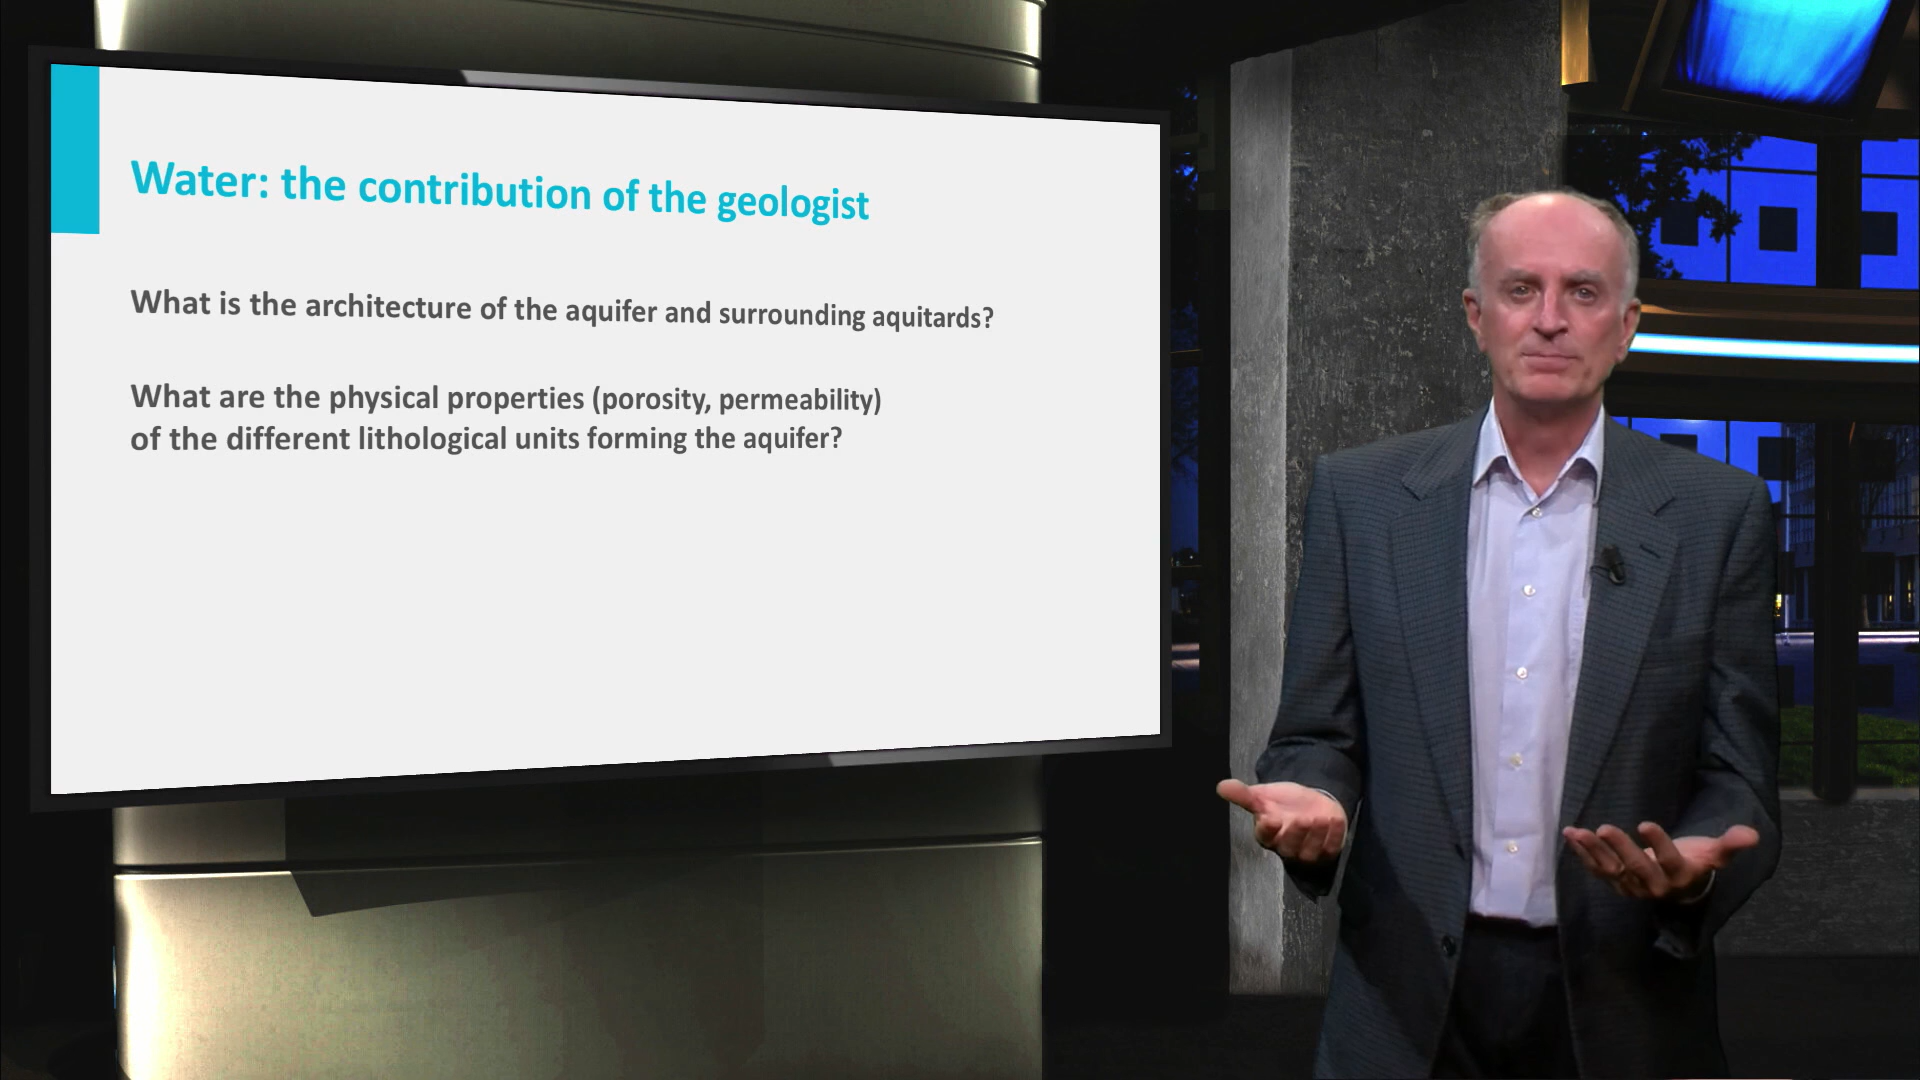 Water: the contribution of the geologist
What is the architecture of the aquifer and surrounding aquitards?
What are the physical properties (porosity, permeability)
of the different lithological units forming the aquifer?